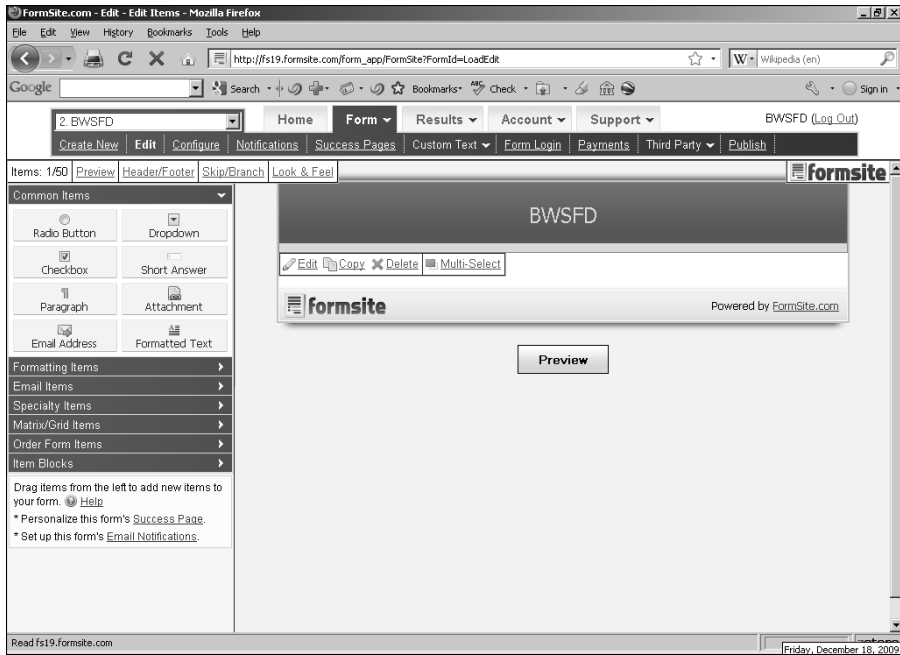 FormSite.com - Edit - Edit Items - Mozilla Firefox
File Edit View History Bookmarks Tools Help
http://fs19.formsite.com/form_app/FormSite?FormId=LoadEdit W Wikipedia (en)
Google Search Bookmarks ABC Check Sign in
2. BWSFD Home Form Results Account Support BWSFD (Log Out)
Create New Edit Configure Notifications Success Pages Custom Text Form Login Payments Third Party Publish
Items: 1/50 Preview Header/Footer Skip/Branch Look & Feel formsite
Common Items
Radio Button Dropdown
Checkbox Short Answer
Paragraph Attachment
Email Address Formatted Text
Formatting Items
Email Items
Specialty Items
Matrix/Grid Items
Order Form Items
Item Blocks
Drag items from the left to add new items to
your form. Help
* Personalize this form's Success Page.
* Set up this form's Email Notifications.
BWSFD
Edit Copy Delete Multi-Select
formsite Powered by FormSite.com
Preview
Read fs19.formsite.com
Friday, December 18, 2009